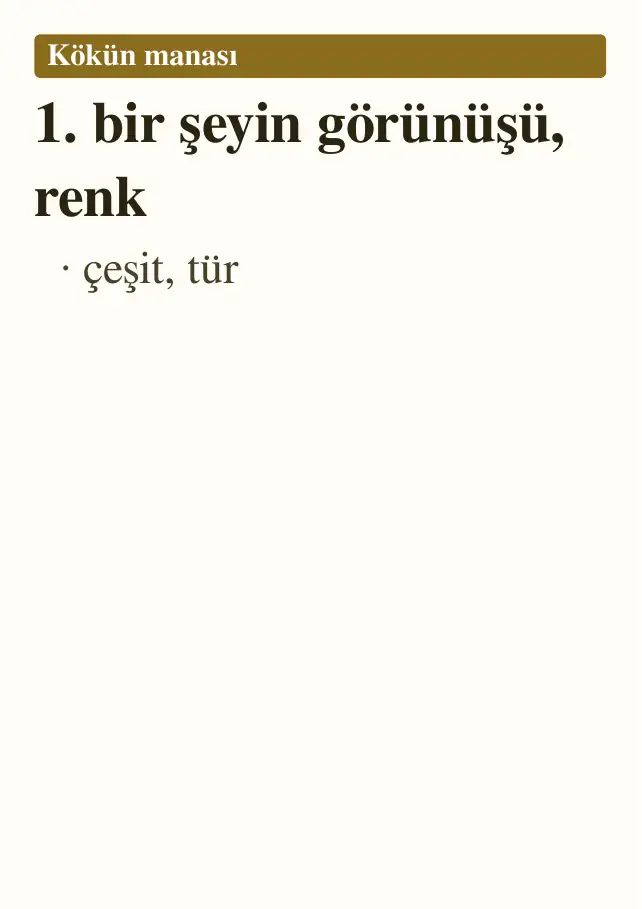 Kökün manası
1. bir şeyin görünüşü,
renk
· çeşit, tür